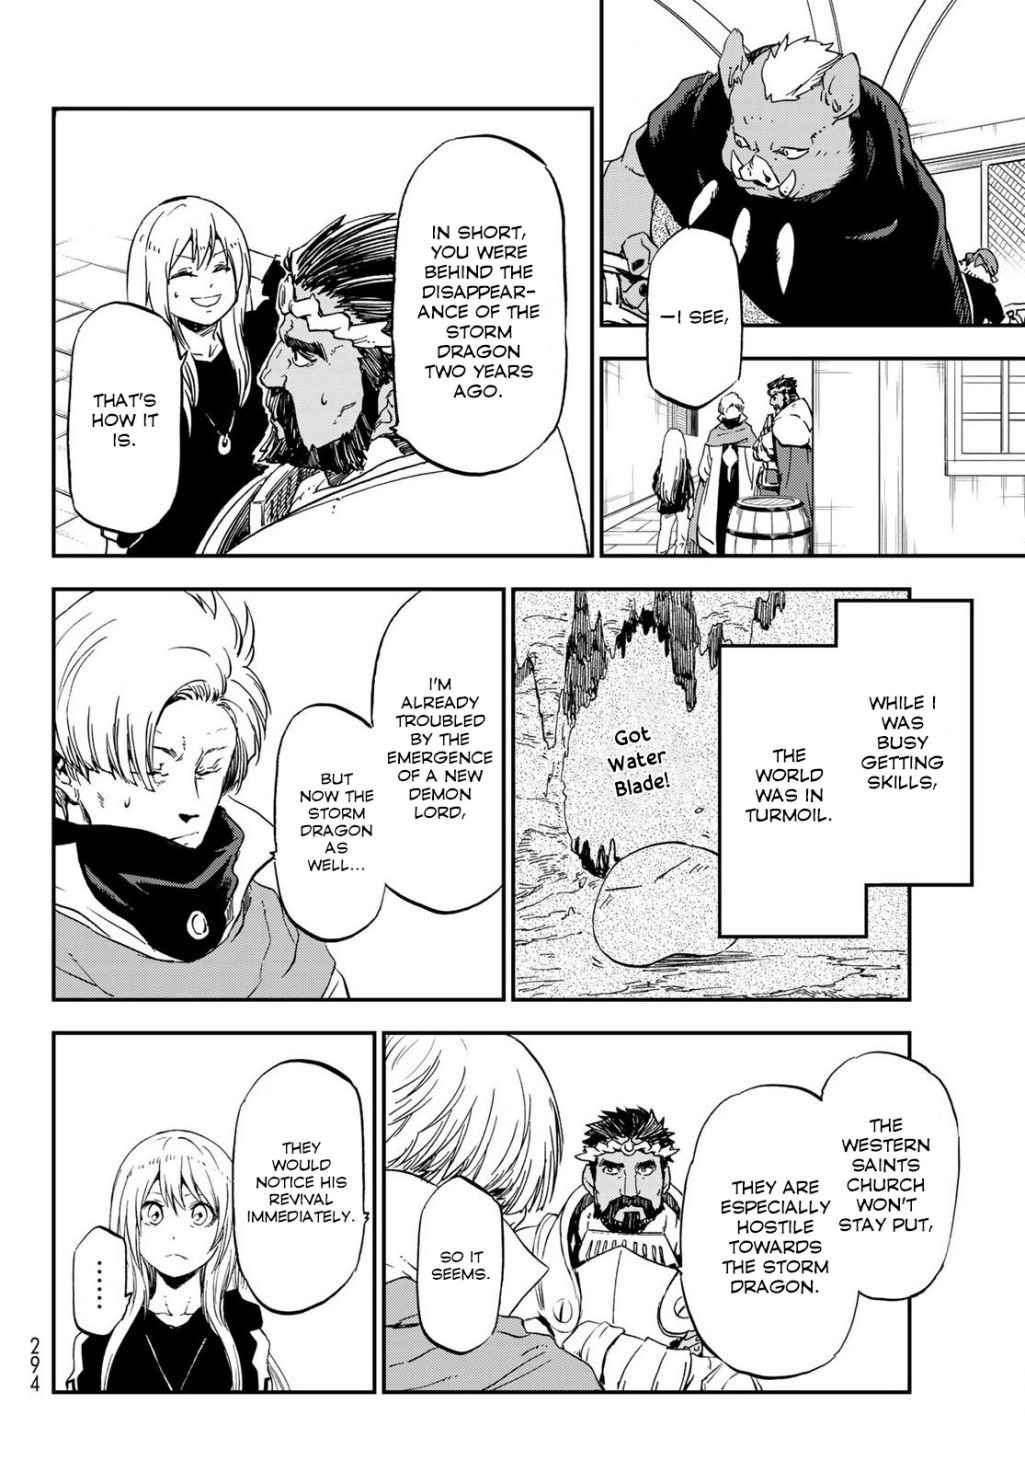 —I SEE,
IN SHORT,
YOU WERE
BEHIND THE
DISAPPEAR-
ANCE OF THE
STORM
DRAGON
TWO YEARS
AGO.
THAT'S
HOW IT
IS.
WHILE I
WAS
BUSY
GETTING
SKILLS,
THE
WORLD
WAS IN
TURMOIL.
Got
Water
Blade!
I'M
ALREADY
TROUBLED
BY THE
EMERGENCE
OF A NEW
DEMON
LORD,
BUT
NOW THE
STORM
DRAGON
AS
WELL...
THE
WESTERN
SAINTS
CHURCH
WON'T
STAY PUT,
THEY ARE
ESPECIALLY
HOSTILE
TOWARDS
THE STORM
DRAGON.
SO IT
SEEMS.
THEY
WOULD
NOTICE HIS
REVIVAL
IMMEDIATELY.
......
294